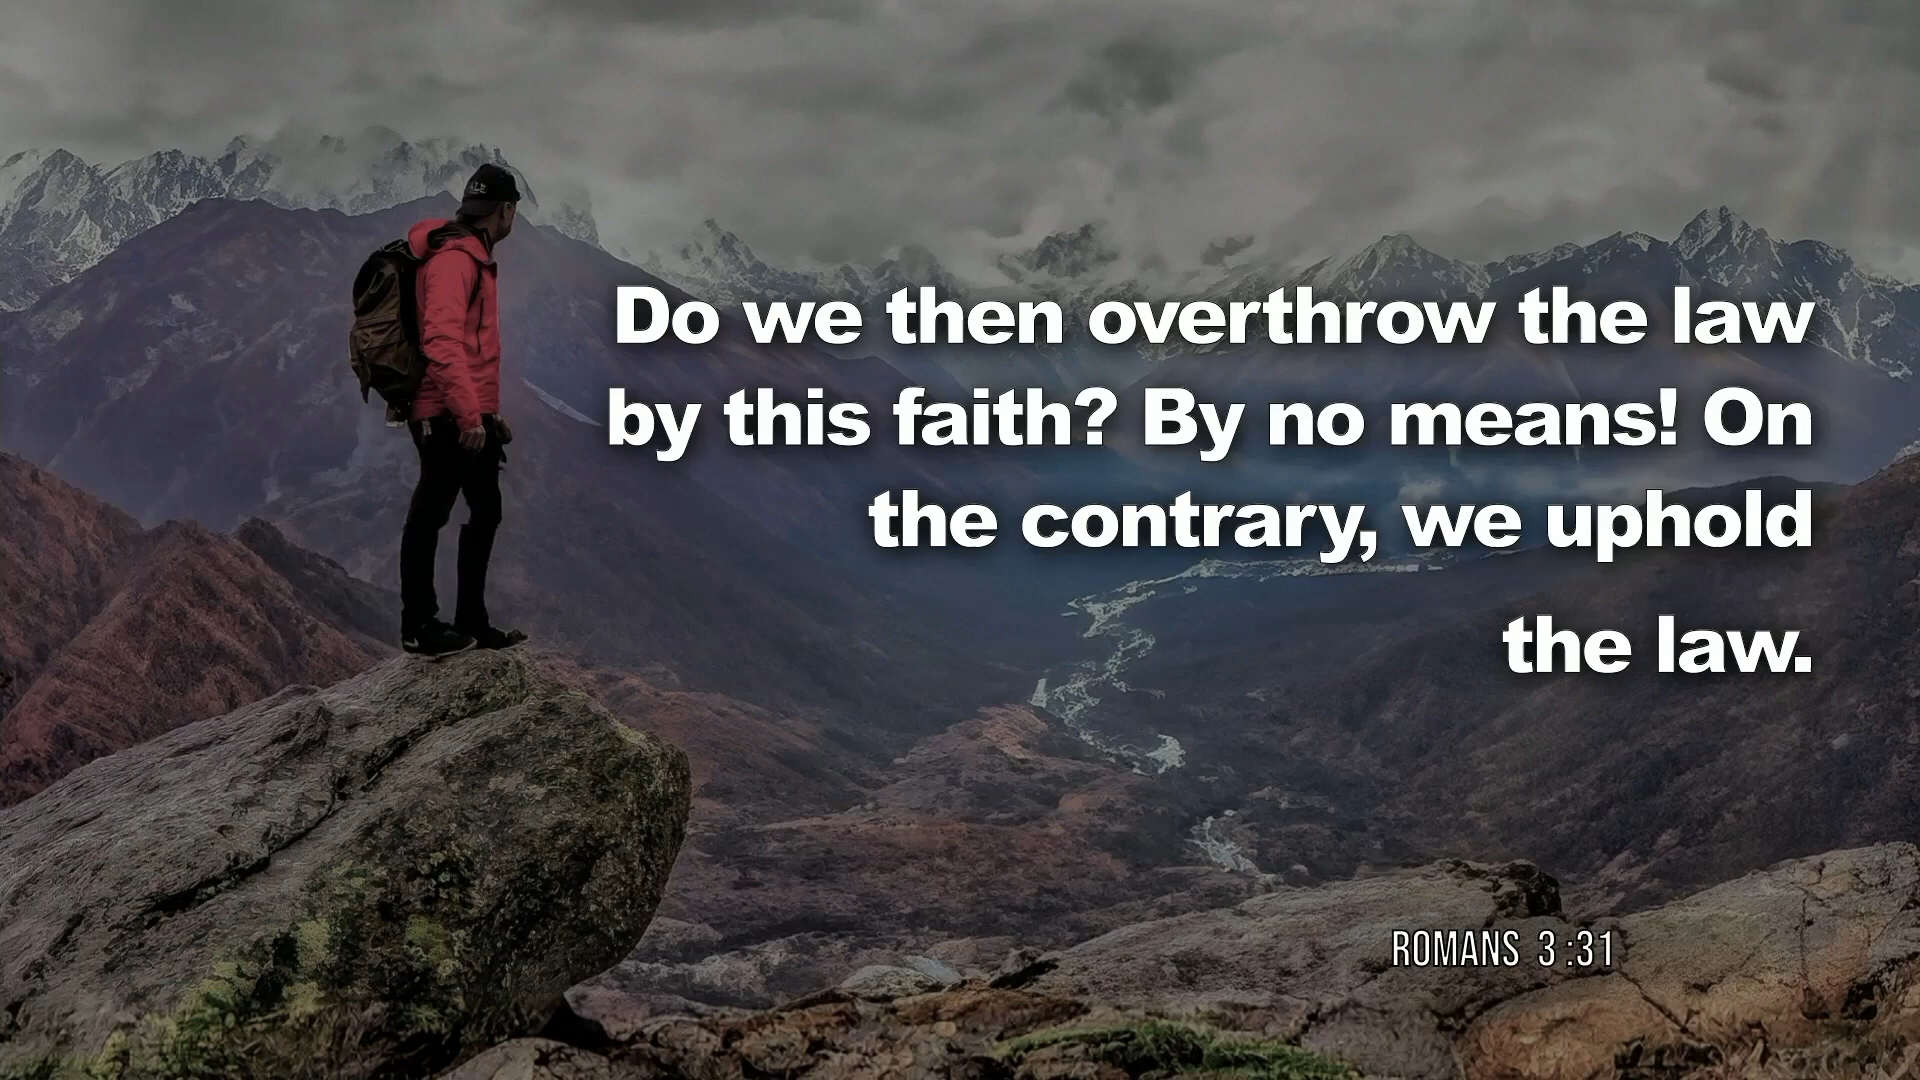 Do we then overthrow the law
by this faith? By no means! On
the contrary, we uphold
the law.
ROMANS 3 :31